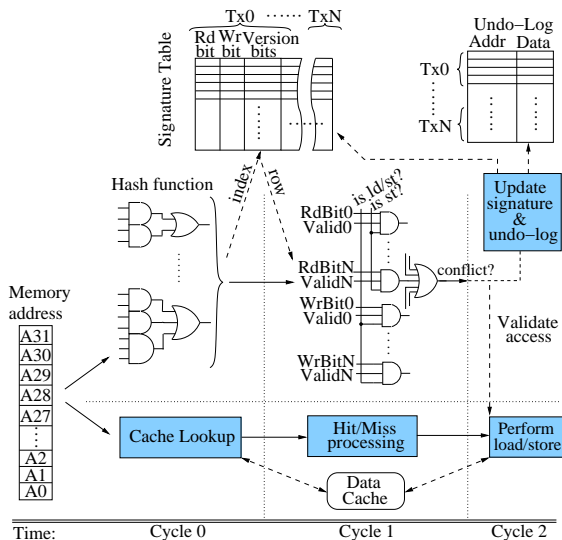 Tx0 ······ TxN
Rd Wr Version
bit bit bits
Signature Table
Undo−Log
Addr Data
Tx0
TxN
Hash function
index
row
is ld/st?
is st?
RdBit0
Valid0
RdBitN
ValidN
WrBit0
Valid0
WrBitN
ValidN
conflict?
Update
signature
&
undo−log
Validate
access
Memory
address
A31
A30
A29
A28
A27
A2
A1
A0
Cache Lookup
Hit/Miss
processing
Perform
load/store
Data
Cache
Time: Cycle 0 Cycle 1 Cycle 2